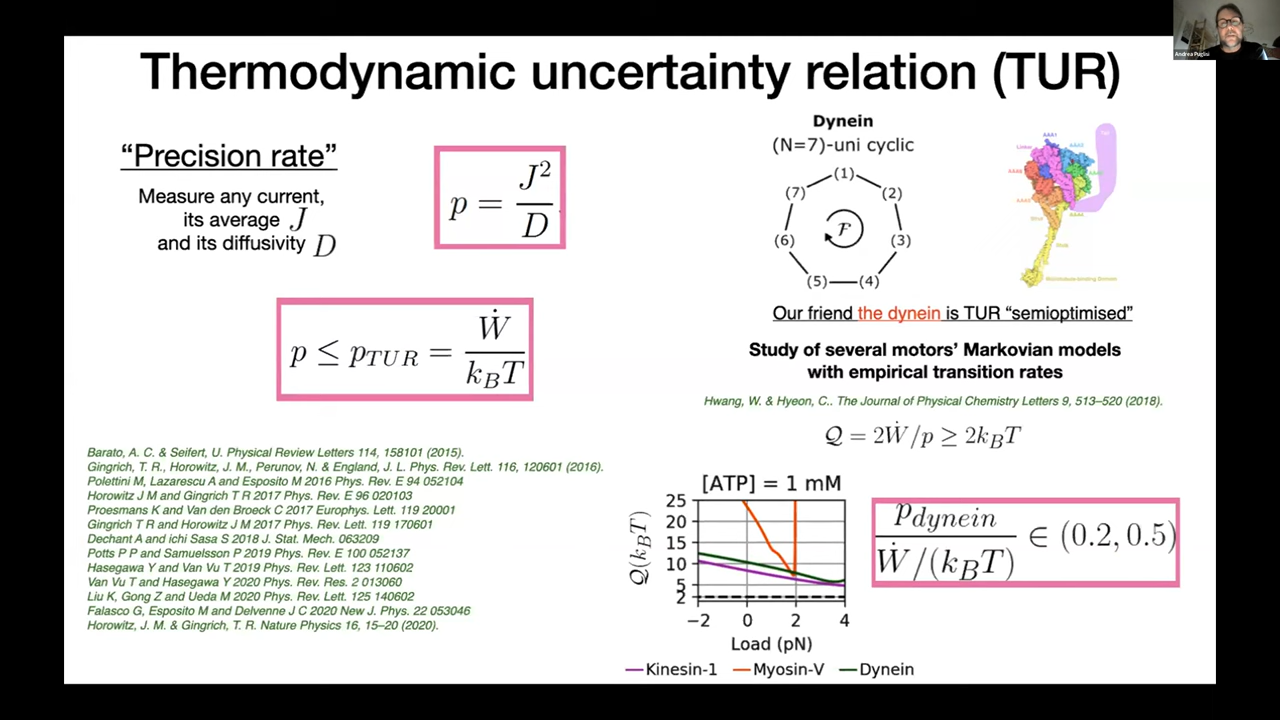 Andrea Puglisi
Thermodynamic uncertainty relation (TUR)
“Precision rate”
Measure any current,
its average J
and its diffusivity D
p = J² / D
p ≤ p_TUR = Ẇ / k_B T
Barato, A. C. & Seifert, U. Physical Review Letters 114, 158101 (2015).
Gingrich, T. R., Horowitz, J. M., Perunov, N. & England, J. L. Phys. Rev. Lett. 116, 120601 (2016).
Polettini M, Lazarescu A and Esposito M 2016 Phys. Rev. E 94 052104
Horowitz J M and Gingrich T R 2017 Phys. Rev. E 96 020103
Proesmans K and Van den Broeck C 2017 Europhys. Lett. 119 20001
Gingrich T R and Horowitz J M 2017 Phys. Rev. Lett. 119 170601
Dechant A and ichi Sasa S 2018 J. Stat. Mech. 063209
Potts P P and Samuelsson P 2019 Phys. Rev. E 100 052137
Hasegawa Y and Van Vu T 2019 Phys. Rev. Lett. 123 110602
Van Vu T and Hasegawa Y 2020 Phys. Rev. Res. 2 013060
Liu K, Gong Z and Ueda M 2020 Phys. Rev. Lett. 125 140602
Falasco G, Esposito M and Delvenne J C 2020 New J. Phys. 22 053046
Horowitz, J. M. & Gingrich, T. R. Nature Physics 16, 15–20 (2020).
Dynein
(N=7)-uni cyclic
(1)
(7) (2)
(6) F (3)
(5) (4)
AAA1
Linker
Our friend the dynein is TUR “semioptimised”
Study of several motors’ Markovian models
with empirical transition rates
Hwang, W. & Hyeon, C.. The Journal of Physical Chemistry Letters 9, 513–520 (2018).
Q = 2Ẇ/p ≥ 2k_B T
[ATP] = 1 mM
Q(k_B T)
25
20
15
10
5
2
−2 0 2 4
Load (pN)
Kinesin-1 Myosin-V Dynein
p_dynein / Ẇ/(k_B T) ∈ (0.2, 0.5)